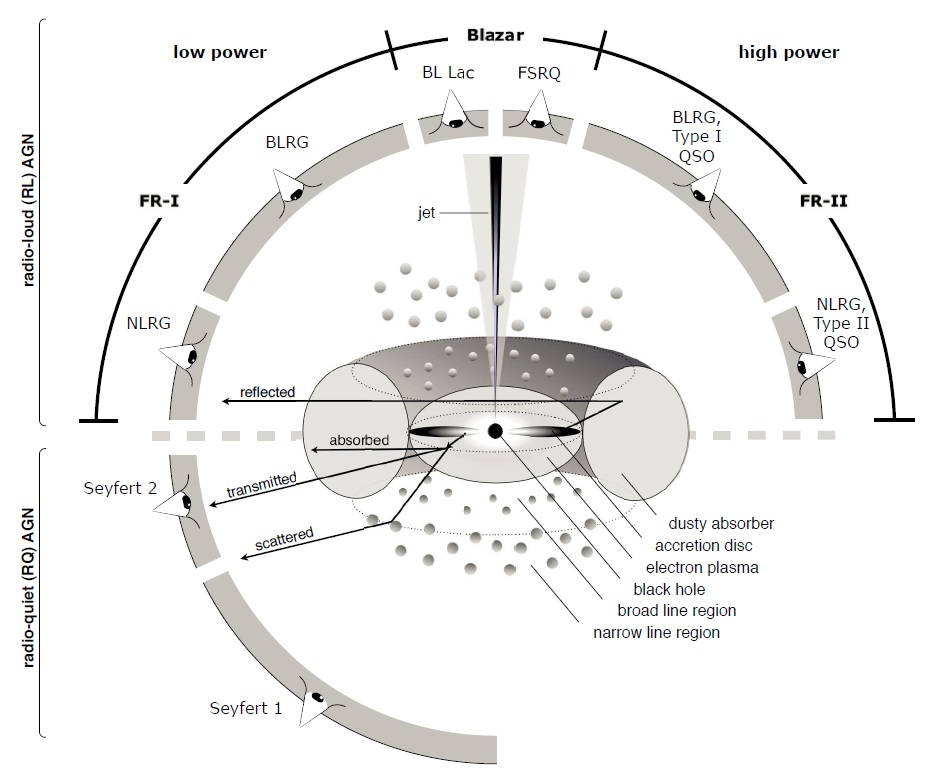 Blazar
low power
high power
BL Lac
FSRQ
BLRG
BLRG,
Type I
QSO
FR-I
FR-II
jet
radio-loud (RL) AGN
NLRG
NLRG,
Type II
QSO
reflected
absorbed
transmitted
scattered
Seyfert 2
dusty absorber
accretion disc
electron plasma
black hole
broad line region
narrow line region
radio-quiet (RQ) AGN
Seyfert 1